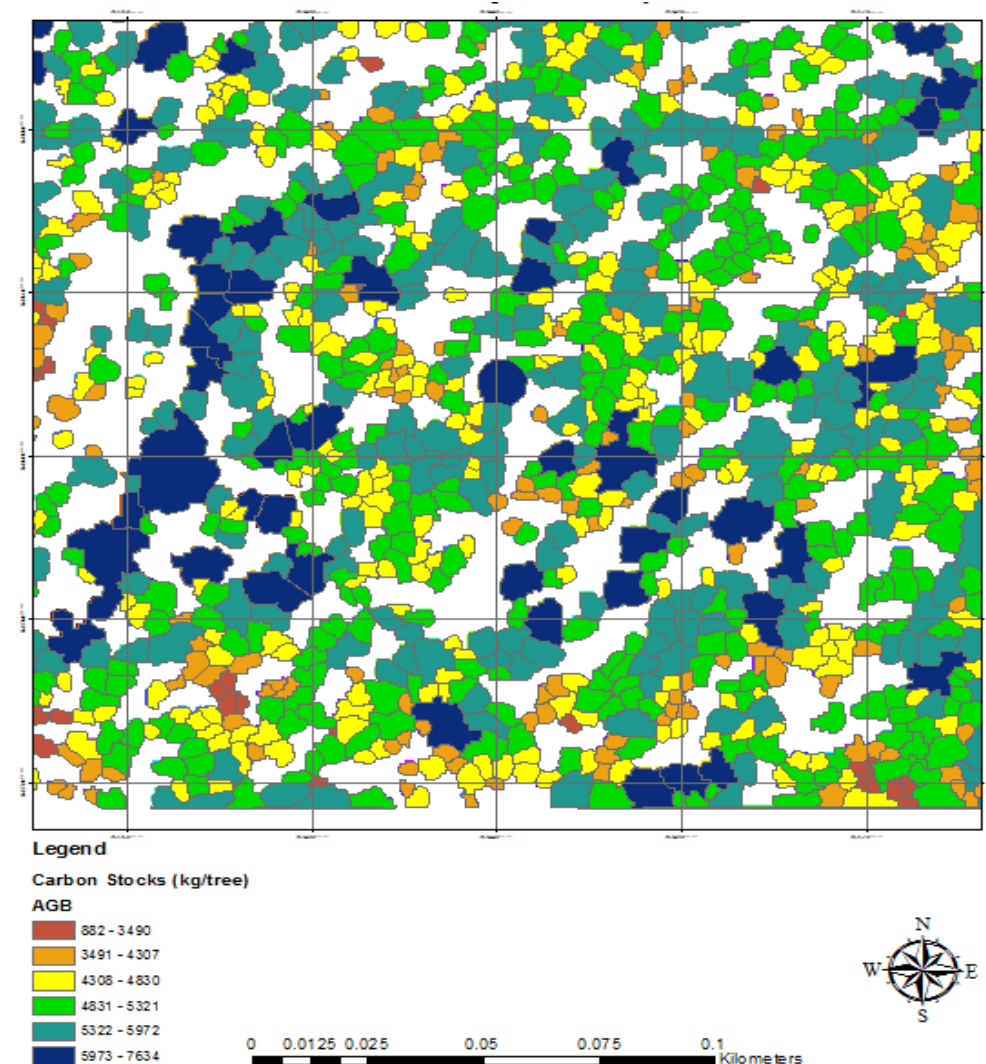 Legend
Carbon Stocks (kg/tree)
AGB
882 - 3490
3491 - 4307
4308 - 4830
4831 - 5321
5322 - 5972
5973 - 7634
N
W E
S
0 0.0125 0.025 0.05 0.075 0.1
Kilometers